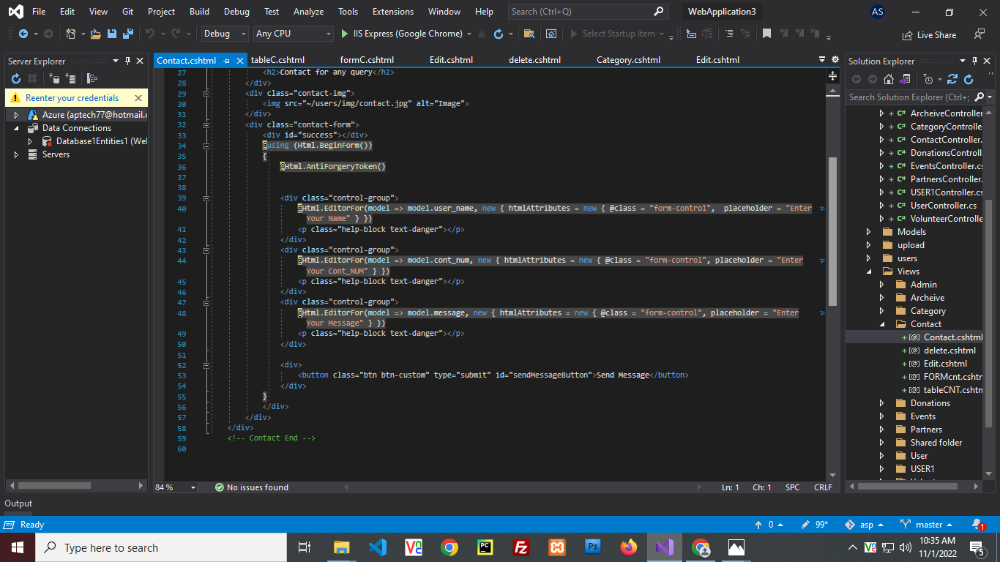 File Edit View Git Project Build Debug Test Analyze Tools Extensions Window Help Search (Ctrl+Q) WebApplication3 AS
Debug Any CPU IIS Express (Google Chrome) Select Startup Item Live Share
Server Explorer
Reenter your credentials
Azure (aptech77@hotmail.c
Data Connections
Database1Entities1 (Wel
Servers
Contact.cshtml tableC.cshtml formC.cshtml Edit.cshtml delete.cshtml Category.cshtml Edit.cshtml
27 <h2>Contact for any query</h2>
28 </div>
29 <div class="contact-img">
30 <img src="~/users/img/contact.jpg" alt="Image">
31 </div>
32 <div class="contact-form">
33 <div id="success"></div>
34 @using (Html.BeginForm())
35 {
36 @Html.AntiForgeryToken()
37
38
39 <div class="control-group">
40 @Html.EditorFor(model => model.user_name, new { htmlAttributes = new { @class = "form-control",  placeholder = "Enter
Your Name" } })
41 <p class="help-block text-danger"></p>
42 </div>
43 <div class="control-group">
44 @Html.EditorFor(model => model.cont_num, new { htmlAttributes = new { @class = "form-control", placeholder = "Enter
Your Cont_NUM" } })
45 <p class="help-block text-danger"></p>
46 </div>
47 <div class="control-group">
48 @Html.EditorFor(model => model.message, new { htmlAttributes = new { @class = "form-control", placeholder = "Enter
Your Message" } })
49 <p class="help-block text-danger"></p>
50 </div>
51
52 <div>
53 <button class="btn btn-custom" type="submit" id="sendMessageButton">Send Message</button>
54 </div>
55 }
56 </div>
57 </div>
58 </div>
59 <!-- Contact End -->
60
84 % No issues found Ln: 1 Ch: 1 SPC CRLF
Solution Explorer
Search Solution Explorer (Ctrl+;
C# ArcheiveController
C# CategoryController
C# ContactController.
C# DonationsControll
C# EventsController.cs
C# PartnersController.
C# USER1Controller.cs
C# UserController.cs
C# VolunteerControlle
Models
upload
users
Views
Admin
Archeive
Category
Contact
Contact.cshtml
delete.cshtml
Edit.cshtml
FORMcnt.cshtm
tableCNT.cshtm
Donations
Events
Partners
Shared folder
User
USER1
Output
Ready 0 99* asp master 1
Type here to search
10:35 AM
11/1/2022
5